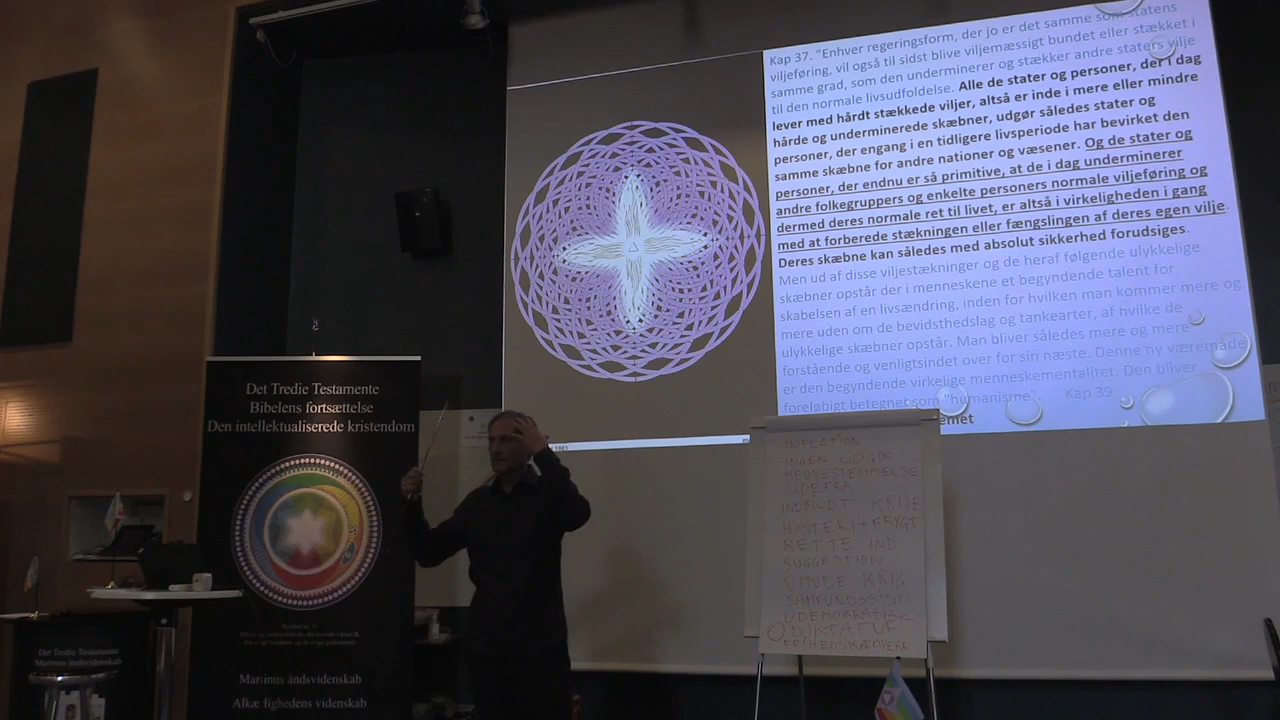 Kap 37. "Enhver regeringsform, der jo er det samme som statens
viljeføring, vil også til sidst blive viljemæssigt bundet eller stækket i
samme grad, som den underminerer og stækker andre staters vilje
til den normale livsudfoldelse. Alle de stater og personer, der i dag
lever med hårdt stækkede viljer, altså er inde i mere eller mindre
hårde og underminerede skæbner, udgør således stater og
personer, der engang i en tidligere livsperiode har bevirket den
samme skæbne for andre nationer og væsener. Og de stater og
personer, der endnu er så primitive, at de i dag underminerer
andre folkegruppers og enkelte personers normale viljeføring og
dermed deres normale ret til livet, er altså i virkeligheden i gang
med at forberede stækningen eller fængslingen af deres egen vilje.
Deres skæbne kan således med absolut sikkerhed forudsiges.
Men ud af disse viljestækninger og de heraf følgende ulykkelige
skæbner opstår der i menneskene et begyndende talent for
skabelsen af en livsændring, inden for hvilken man kommer mere og
mere uden om de bevidsthedslag og tankearter, af hvilke de
ulykkelige skæbner opstår. Man bliver således mere og mere
forstående og venligtsindet over for sin næste. Denne ny væremåde
er den begyndende virkelige menneskementalitet. Den bliver
foreløbigt betegnet som "humanisme". Kap 39
1981
Det Tredie Testamente
Bibelens fortsættelse
Den intellektualiserede kristendom
Martinus åndsvidenskab
Alkærlighedens videnskab
Det Tredie Testamente
Martinus åndsvidenskab
INFLATION
INGEN LOGIK
MEDBESTEMMELSE
UDEFRA
INDBILDT KRISE
HYSTERI + FRYGT
RETTE IND
SUGGESTION
VINDE KRIG
SAMFUNDSSIND
UDEMOKRATISK
DIKTATUR
FRIHEDSKÆMPERE